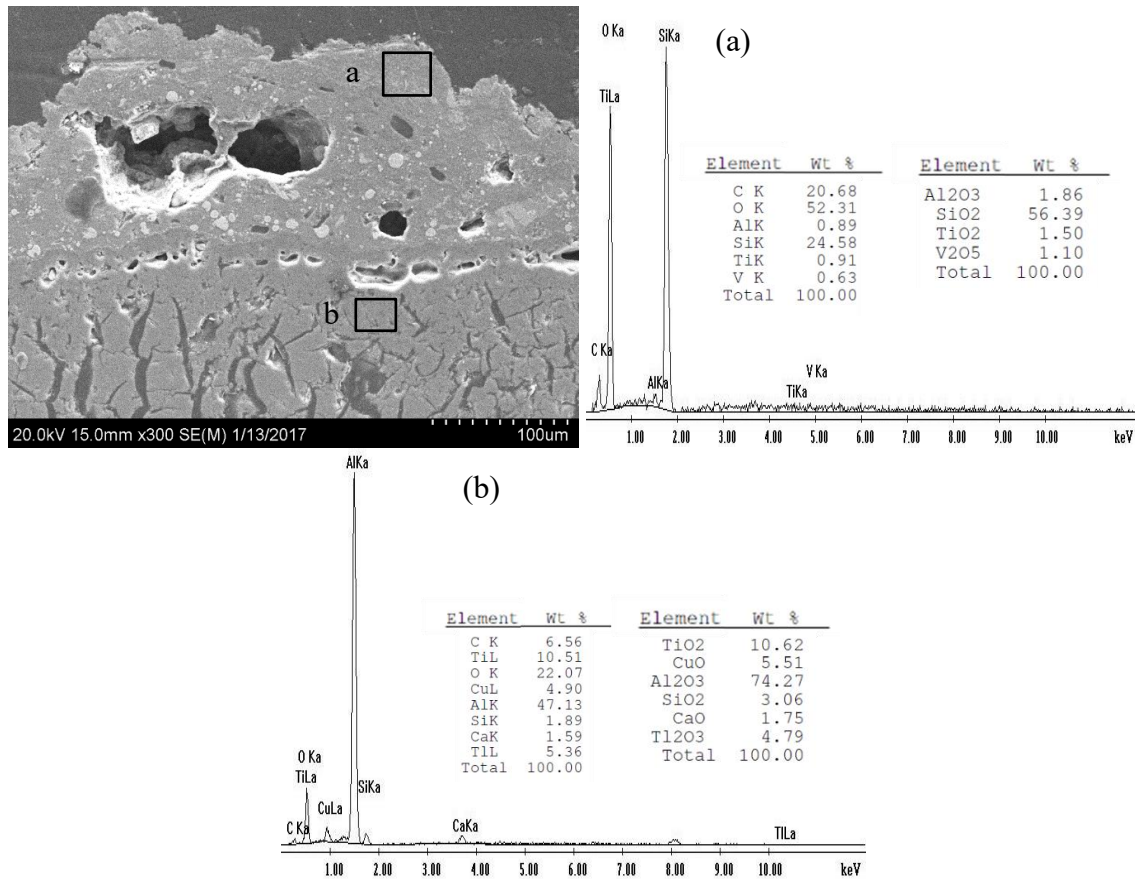 a
b
20.0kV 15.0mm x300 SE(M) 1/13/2017
100um
(a)
O Ka
SiKa
TiLa
C Ka
AlKa
TiKa
V Ka
1.00 2.00 3.00 4.00 5.00 6.00 7.00 8.00 9.00 10.00 keV
Element Wt %
C K 20.68
O K 52.31
AlK 0.89
SiK 24.58
TiK 0.91
V K 0.63
Total 100.00
Element Wt %
Al2O3 1.86
SiO2 56.39
TiO2 1.50
V2O5 1.10
Total 100.00
(b)
AlKa
O Ka
TiLa
C Ka
CuLa
SiKa
CaKa
TlLa
1.00 2.00 3.00 4.00 5.00 6.00 7.00 8.00 9.00 10.00 keV
Element Wt %
C K 6.56
TiL 10.51
O K 22.07
CuL 4.90
AlK 47.13
SiK 1.89
CaK 1.59
TlL 5.36
Total 100.00
Element Wt %
TiO2 10.62
CuO 5.51
Al2O3 74.27
SiO2 3.06
CaO 1.75
Tl2O3 4.79
Total 100.00